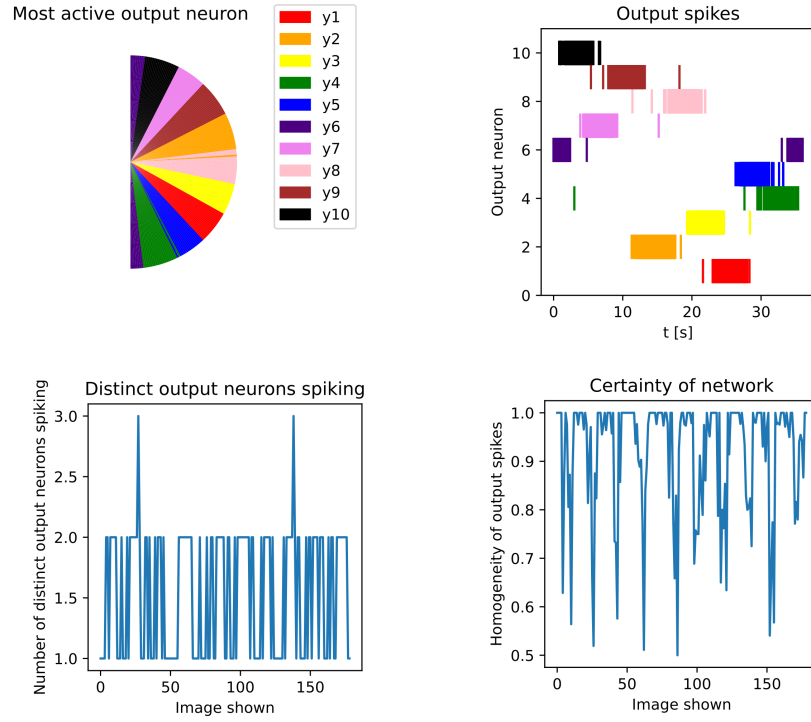 Most active output neuron
y1
y2
y3
y4
y5
y6
y7
y8
y9
y10
Output spikes
Output neuron
10
8
6
4
2
0
0 10 20 30
t [s]
Distinct output neurons spiking
Number of distinct output neurons spiking
3.0
2.5
2.0
1.5
1.0
0 50 100 150
Image shown
Certainty of network
Homogeneity of output spikes
1.0
0.9
0.8
0.7
0.6
0.5
0 50 100 150
Image shown